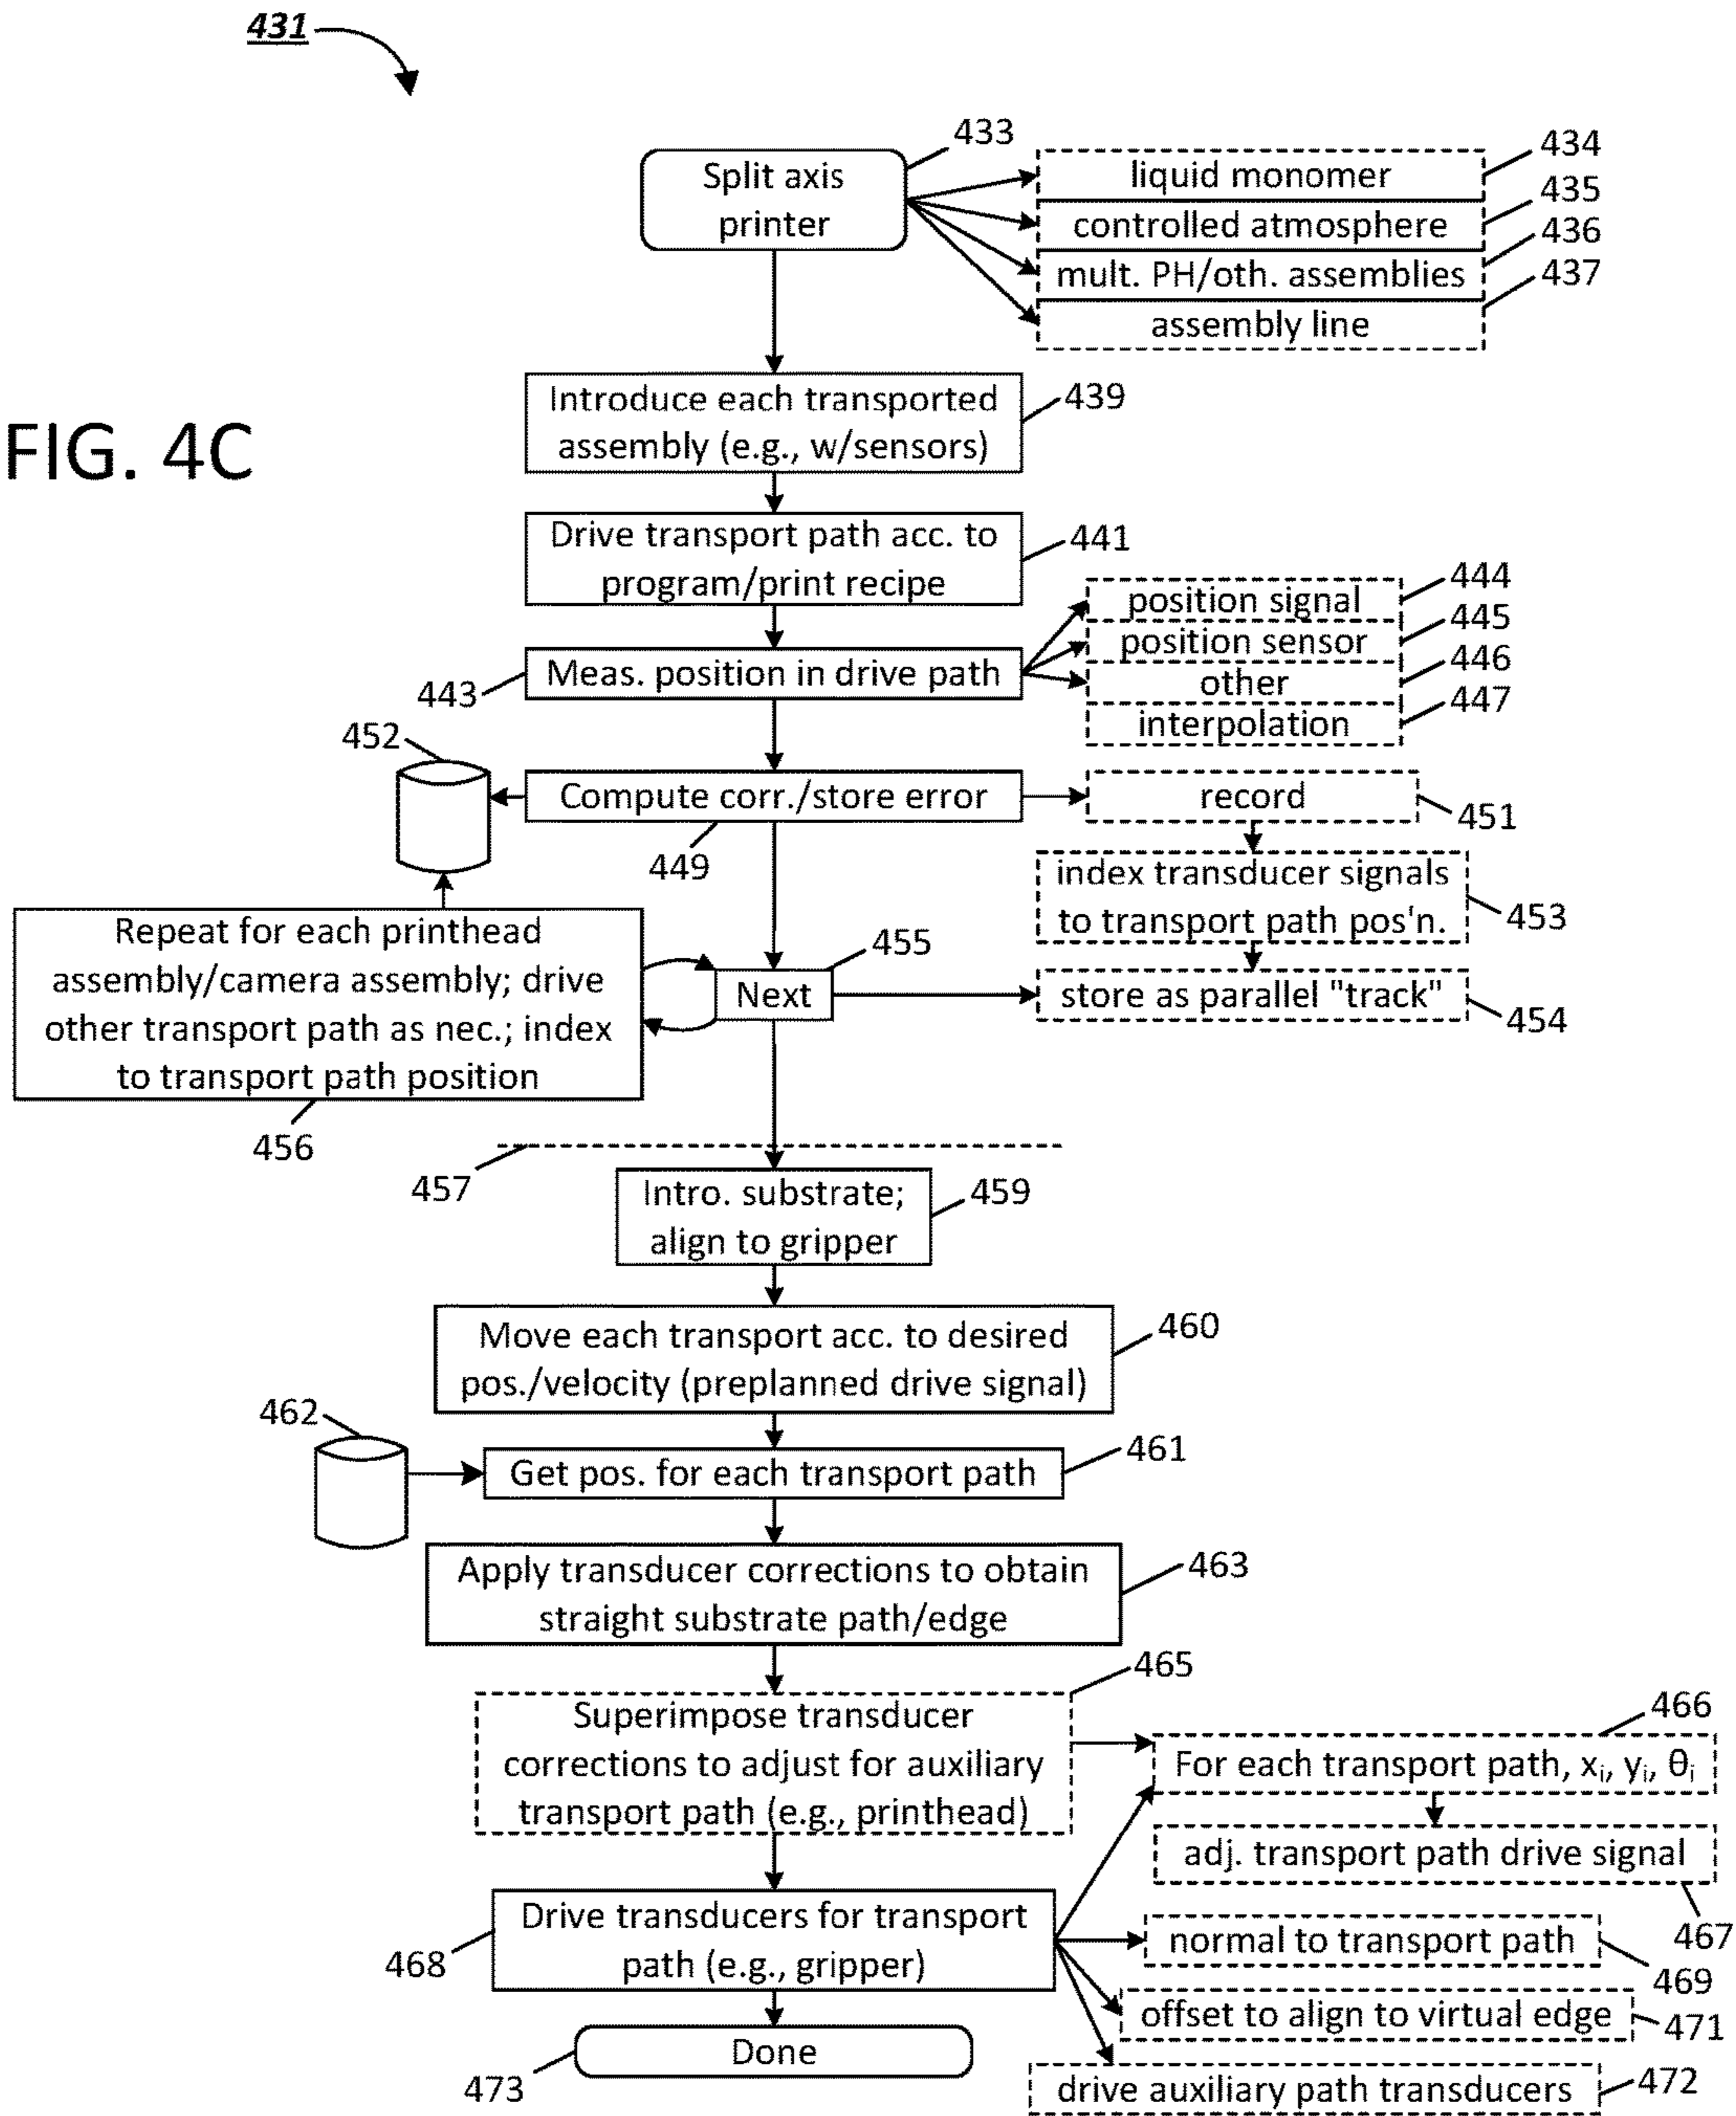 431
433
Split axis
printer
liquid monomer
434
controlled atmosphere
435
mult. PH/oth. assemblies
436
assembly line
437
FIG. 4C
Introduce each transported
assembly (e.g., w/sensors)
439
Drive transport path acc. to
program/print recipe
441
Meas. position in drive path
443
position signal
444
position sensor
445
other
446
interpolation
447
452
Compute corr./store error
449
record
451
index transducer signals
to transport path pos'n.
453
Repeat for each printhead
assembly/camera assembly; drive
other transport path as nec.; index
to transport path position
456
Next
455
store as parallel "track"
454
457
Intro. substrate;
align to gripper
459
Move each transport acc. to desired
pos./velocity (preplanned drive signal)
460
462
Get pos. for each transport path
461
Apply transducer corrections to obtain
straight substrate path/edge
463
Superimpose transducer
corrections to adjust for auxiliary
transport path (e.g., printhead)
465
For each transport path, xᵢ, yᵢ, θᵢ
466
adj. transport path drive signal
467
Drive transducers for transport
path (e.g., gripper)
468
normal to transport path
469
offset to align to virtual edge
471
drive auxiliary path transducers
472
Done
473